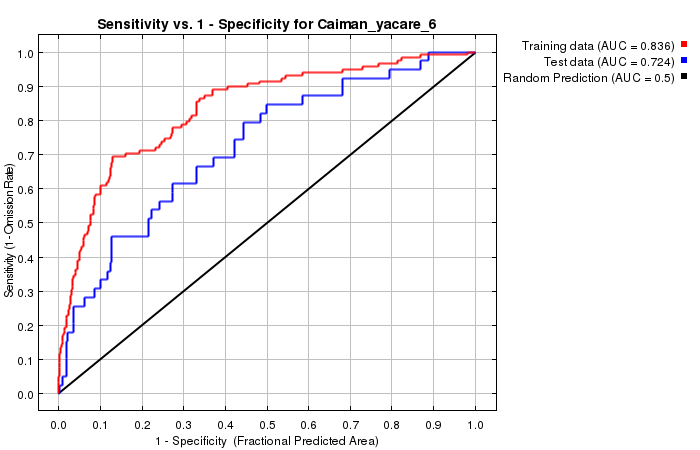 Sensitivity vs. 1 - Specificity for Caiman_yacare_6
Training data (AUC = 0.836)
Test data (AUC = 0.724)
Random Prediction (AUC = 0.5)
Sensitivity (1 - Omission Rate)
1.0
0.9
0.8
0.7
0.6
0.5
0.4
0.3
0.2
0.1
0.0
0.0 0.1 0.2 0.3 0.4 0.5 0.6 0.7 0.8 0.9 1.0
1 - Specificity (Fractional Predicted Area)